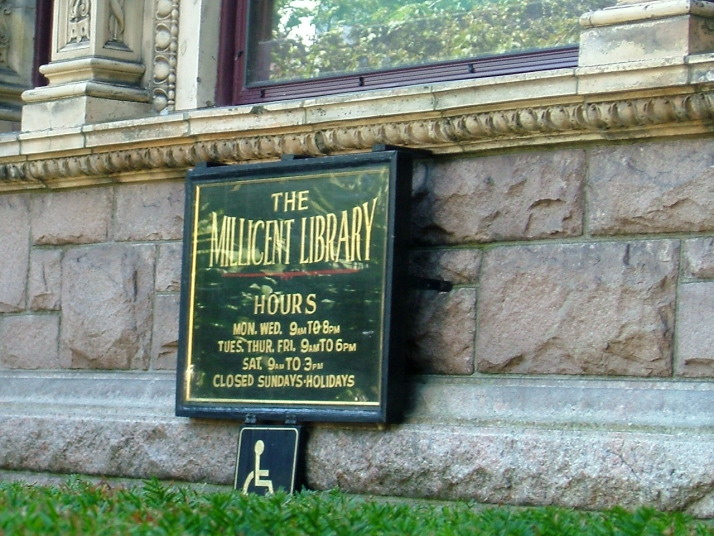 THE
MILLICENT LIBRARY
HOURS
MON. WED. 9AM TO 8PM
TUES. THUR. FRI. 9AM TO 6PM
SAT. 9AM TO 3PM
CLOSED SUNDAYS·HOLIDAYS